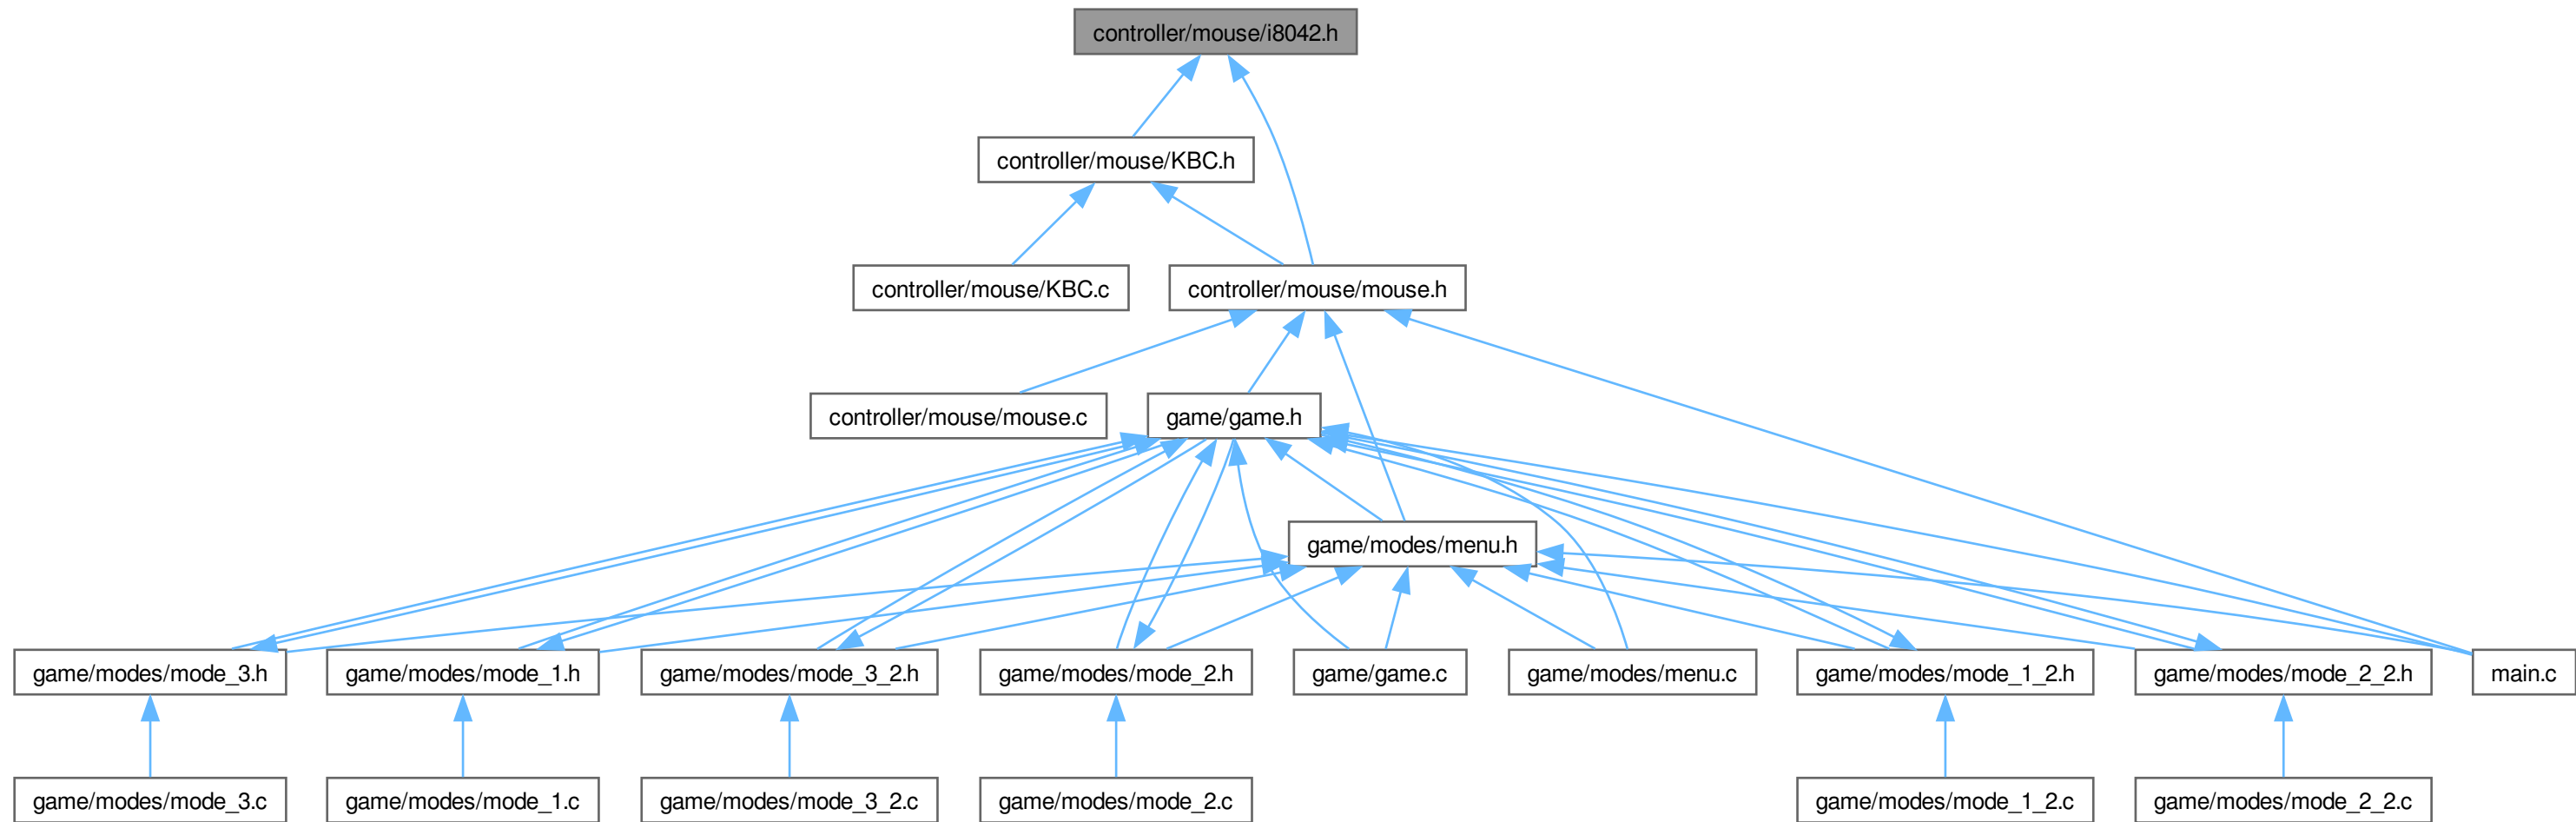 controller/mouse/i8042.h
controller/mouse/KBC.h
controller/mouse/KBC.c
controller/mouse/mouse.h
controller/mouse/mouse.c
game/game.h
game/modes/menu.h
game/modes/mode_3.h
game/modes/mode_1.h
game/modes/mode_3_2.h
game/modes/mode_2.h
game/game.c
game/modes/menu.c
game/modes/mode_1_2.h
game/modes/mode_2_2.h
main.c
game/modes/mode_3.c
game/modes/mode_1.c
game/modes/mode_3_2.c
game/modes/mode_2.c
game/modes/mode_1_2.c
game/modes/mode_2_2.c